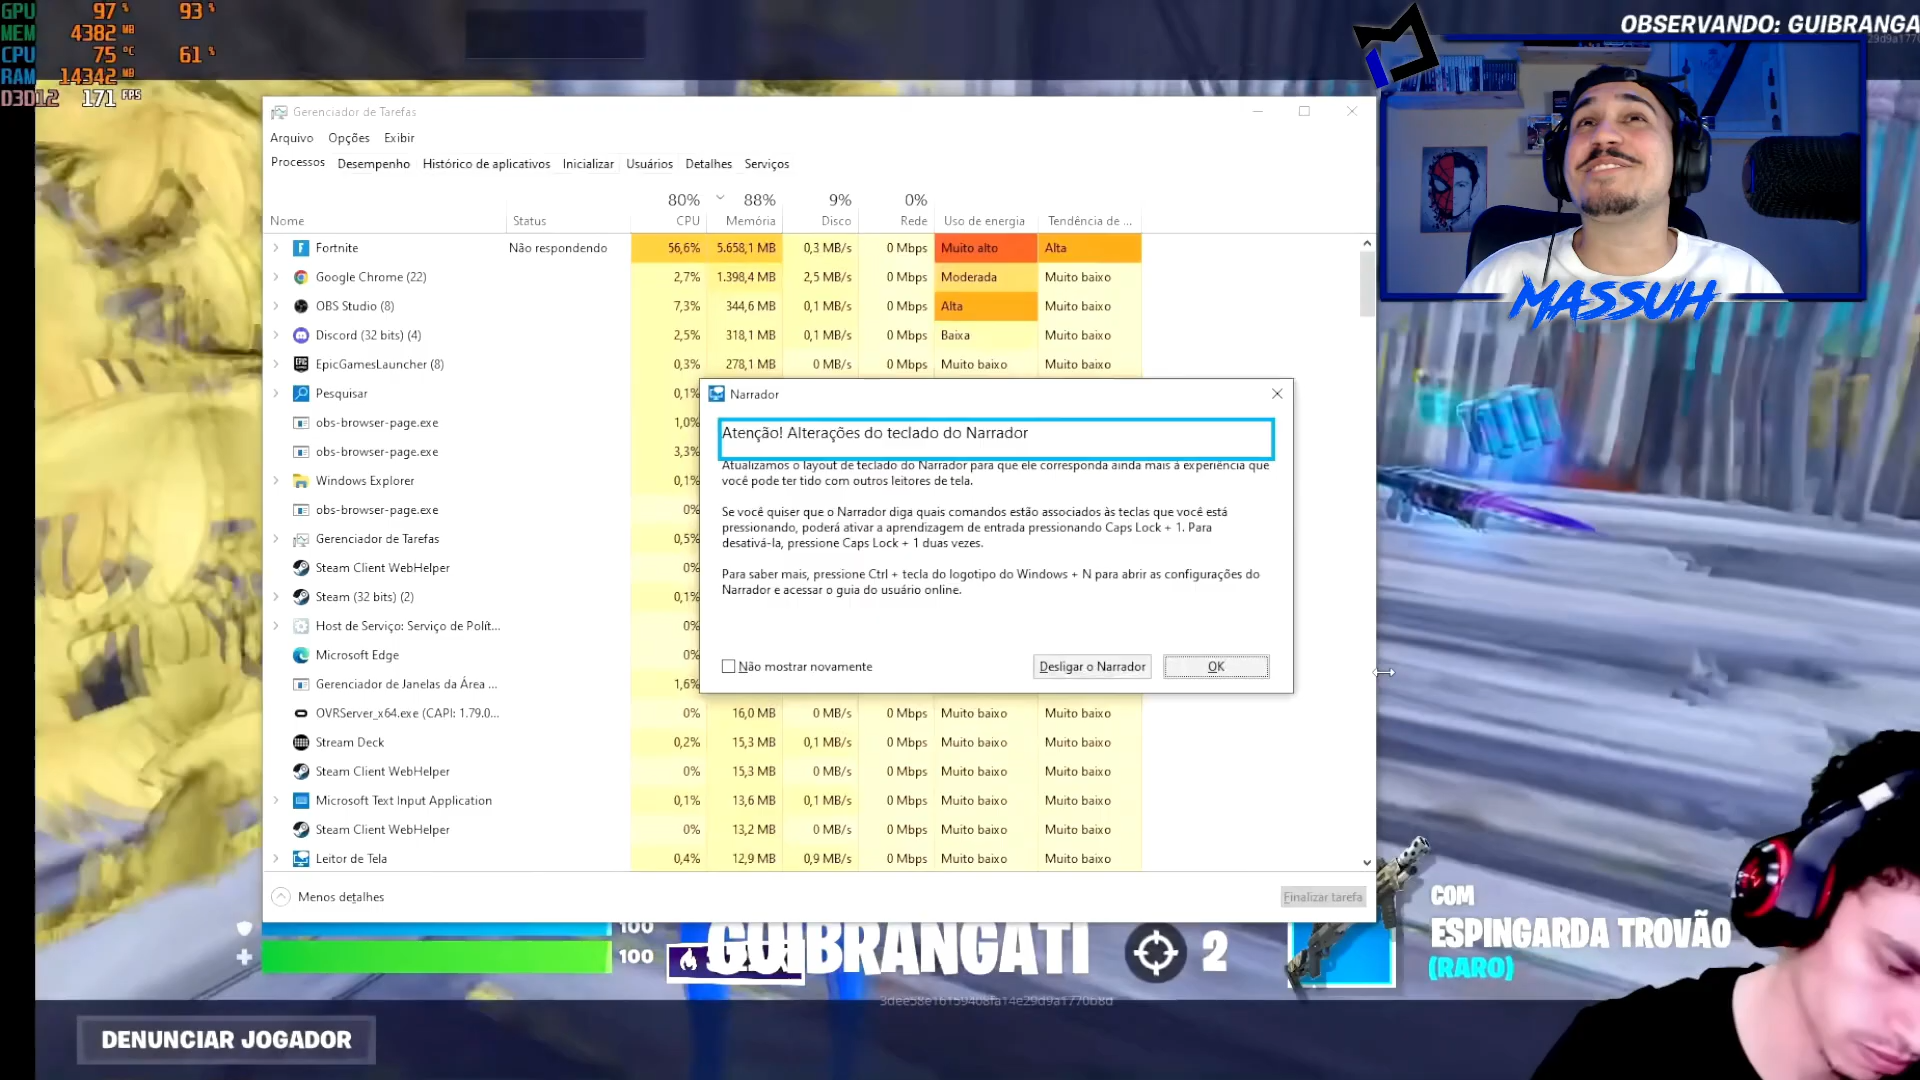 GPU 97 % 93 %
MEM 4382 MB
CPU 75 °C 61 %
RAM 14342 MB
D3D12 171 FPS
OBSERVANDO: GUIBRANGA
MASSUH
Gerenciador de Tarefas
Arquivo Opções Exibir
Processos Desempenho Histórico de aplicativos Inicializar Usuários Detalhes Serviços
80% 88% 9% 0%
Nome Status CPU Memória Disco Rede Uso de energia Tendência de ...
Fortnite Não respondendo 56,6% 5.658,1 MB 0,3 MB/s 0 Mbps Muito alto Alta
Google Chrome (22) 2,7% 1.398,4 MB 2,5 MB/s 0 Mbps Moderada Muito baixo
OBS Studio (8) 7,3% 344,6 MB 0,1 MB/s 0 Mbps Alta Muito baixo
Discord (32 bits) (4) 2,5% 318,1 MB 0,1 MB/s 0 Mbps Baixa Muito baixo
EpicGamesLauncher (8) 0,3% 278,1 MB 0 MB/s 0 Mbps Muito baixo Muito baixo
Pesquisar 0,1%
obs-browser-page.exe 1,0%
obs-browser-page.exe 3,3%
Windows Explorer 0,1%
obs-browser-page.exe 0%
Gerenciador de Tarefas 0,5%
Steam Client WebHelper 0%
Steam (32 bits) (2) 0,1%
Host de Serviço: Serviço de Polít... 0%
Microsoft Edge 0%
Gerenciador de Janelas da Área ... 1,6%
OVRServer_x64.exe (CAPI: 1.79.0... 0% 16,0 MB 0 MB/s 0 Mbps Muito baixo Muito baixo
Stream Deck 0,2% 15,3 MB 0,1 MB/s 0 Mbps Muito baixo Muito baixo
Steam Client WebHelper 0% 15,3 MB 0 MB/s 0 Mbps Muito baixo Muito baixo
Microsoft Text Input Application 0,1% 13,6 MB 0,1 MB/s 0 Mbps Muito baixo Muito baixo
Steam Client WebHelper 0% 13,2 MB 0 MB/s 0 Mbps Muito baixo Muito baixo
Leitor de Tela 0,4% 12,9 MB 0,9 MB/s 0 Mbps Muito baixo Muito baixo
Menos detalhes Finalizar tarefa
Narrador
Atenção! Alterações do teclado do Narrador
Atualizamos o layout de teclado do Narrador para que ele corresponda ainda mais à experiência que
você pode ter tido com outros leitores de tela.
Se você quiser que o Narrador diga quais comandos estão associados às teclas que você está
pressionando, poderá ativar a aprendizagem de entrada pressionando Caps Lock + 1. Para
desativá-la, pressione Caps Lock + 1 duas vezes.
Para saber mais, pressione Ctrl + tecla do logotipo do Windows + N para abrir as configurações do
Narrador e acessar o guia do usuário online.
Não mostrar novamente Desligar o Narrador OK
100
100
GUIBRANGATI 2
COM
ESPINGARDA TROVÃO
(RARO)
3dee58e16159408fa14e29d9a1770b8d
DENUNCIAR JOGADOR